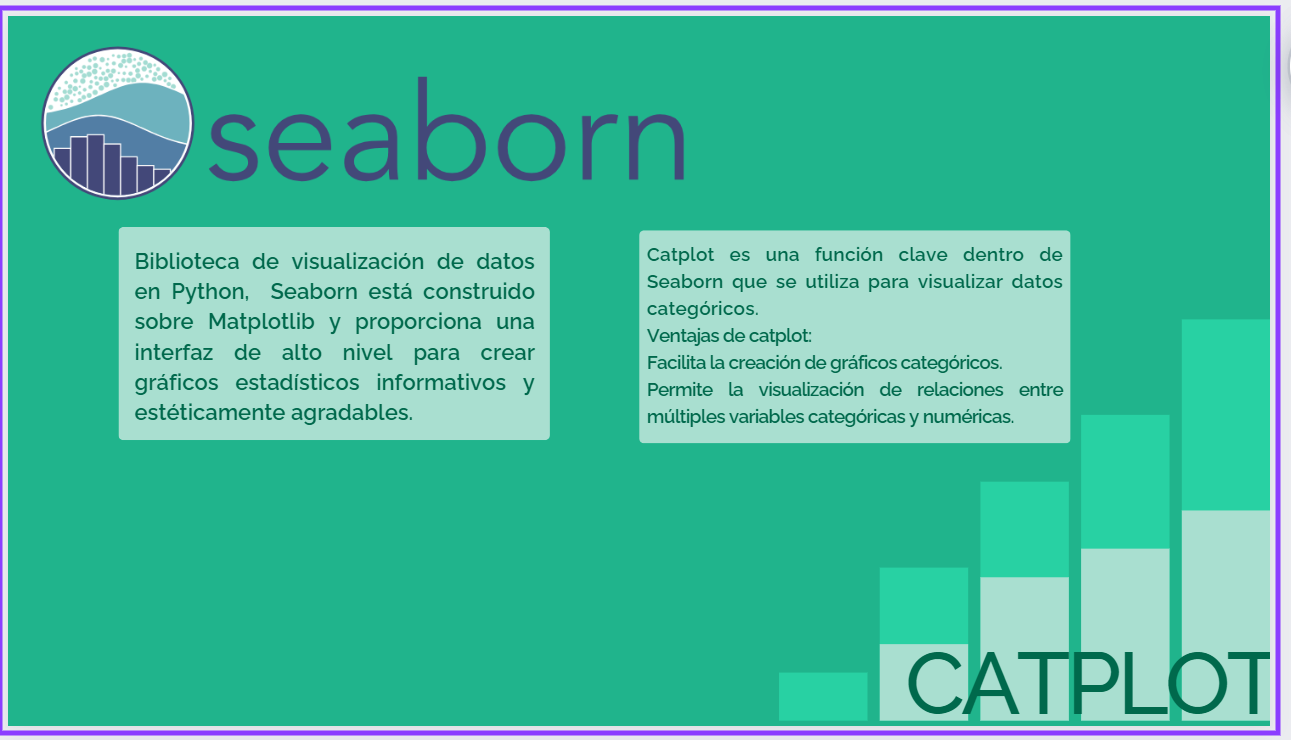 seaborn
Biblioteca de visualización de datos
en Python, Seaborn está construido
sobre Matplotlib y proporciona una
interfaz de alto nivel para crear
gráficos estadísticos informativos y
estéticamente agradables.
Catplot es una función clave dentro de
Seaborn que se utiliza para visualizar datos
categóricos.
Ventajas de catplot:
Facilita la creación de gráficos categóricos.
Permite la visualización de relaciones entre
múltiples variables categóricas y numéricas.
CATPLOT